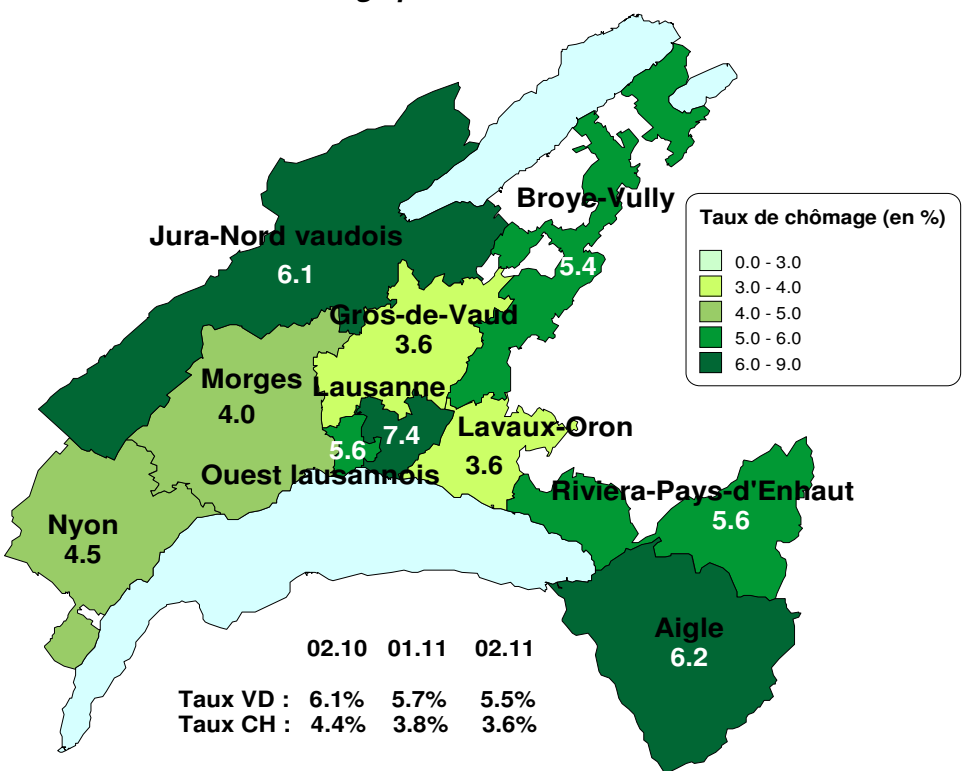 Broye-Vully
5.4
Taux de chômage (en %)
0.0 - 3.0
3.0 - 4.0
4.0 - 5.0
5.0 - 6.0
6.0 - 9.0
Jura-Nord vaudois
6.1
Gros-de-Vaud
3.6
Morges
4.0
Lausanne
7.4
5.6
Ouest lausannois
Lavaux-Oron
3.6
Riviera-Pays-d'Enhaut
5.6
Nyon
4.5
Aigle
6.2
02.10 01.11 02.11
Taux VD : 6.1% 5.7% 5.5%
Taux CH : 4.4% 3.8% 3.6%